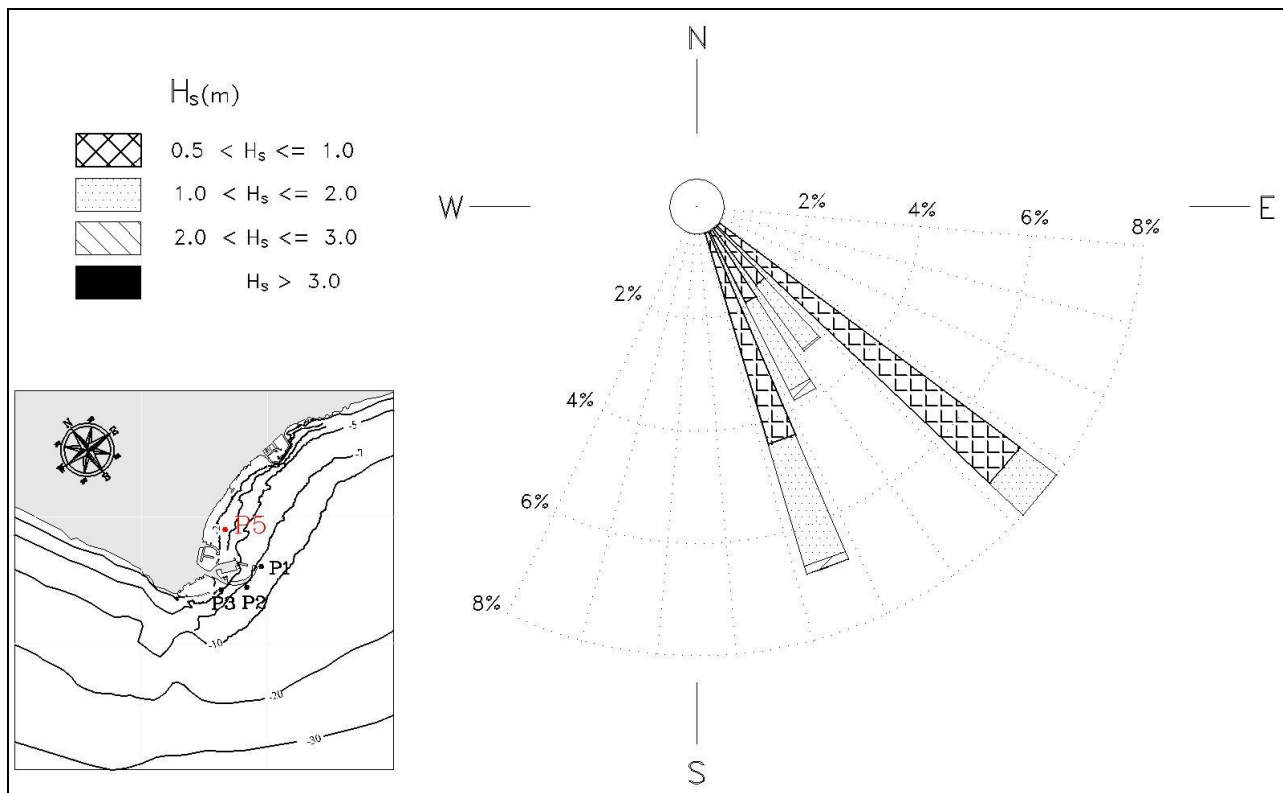 N
Hs(m)
0.5 < Hs <= 1.0
1.0 < Hs <= 2.0
2.0 < Hs <= 3.0
Hs > 3.0
W
E
2%
4%
6%
8%
2%
4%
6%
8%
S
N
E
-5
-7
-2
P5
P1
P3
P2
-10
-20
-30